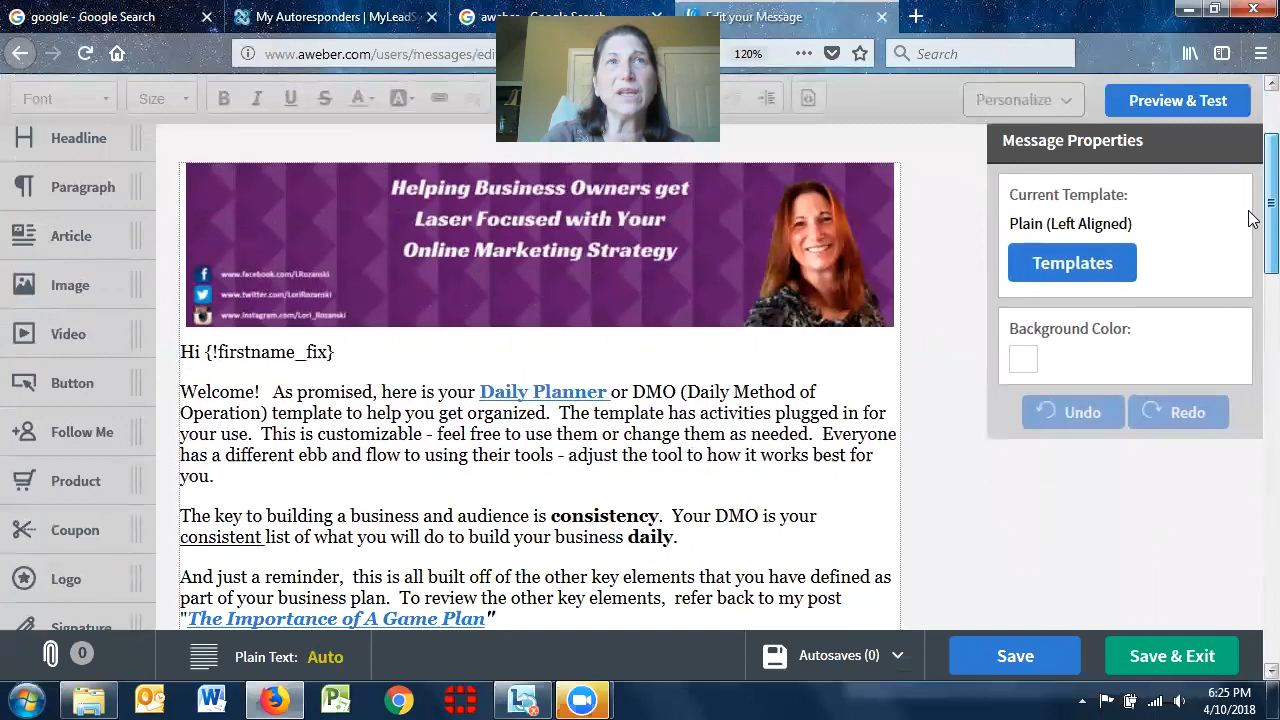 google - Google Search
My Autoresponders | MyLeadS
aweber - Google Search
Edit your Message
www.aweber.com/users/messages/edi
120%
Search
Font
Size
B I U S A A
Personalize
Preview & Test
Headline
Paragraph
Article
Image
Video
Button
Follow Me
Product
Coupon
Logo
Signature
Helping Business Owners get
Laser Focused with Your
Online Marketing Strategy
www.facebook.com/LRozanski
www.twitter.com/LoriRozanski
www.Instagram.com/Lori_Rozanski
Hi {!firstname_fix}
Welcome! As promised, here is your Daily Planner or DMO (Daily Method of
Operation) template to help you get organized. The template has activities plugged in for
your use. This is customizable - feel free to use them or change them as needed. Everyone
has a different ebb and flow to using their tools - adjust the tool to how it works best for
you.
The key to building a business and audience is consistency. Your DMO is your
consistent list of what you will do to build your business daily.
And just a reminder, this is all built off of the other key elements that you have defined as
part of your business plan. To review the other key elements, refer back to my post
"The Importance of A Game Plan"
Message Properties
Current Template:
Plain (Left Aligned)
Templates
Background Color:
Undo
Redo
0
Plain Text: Auto
Autosaves (0)
Save
Save & Exit
6:25 PM
4/10/2018